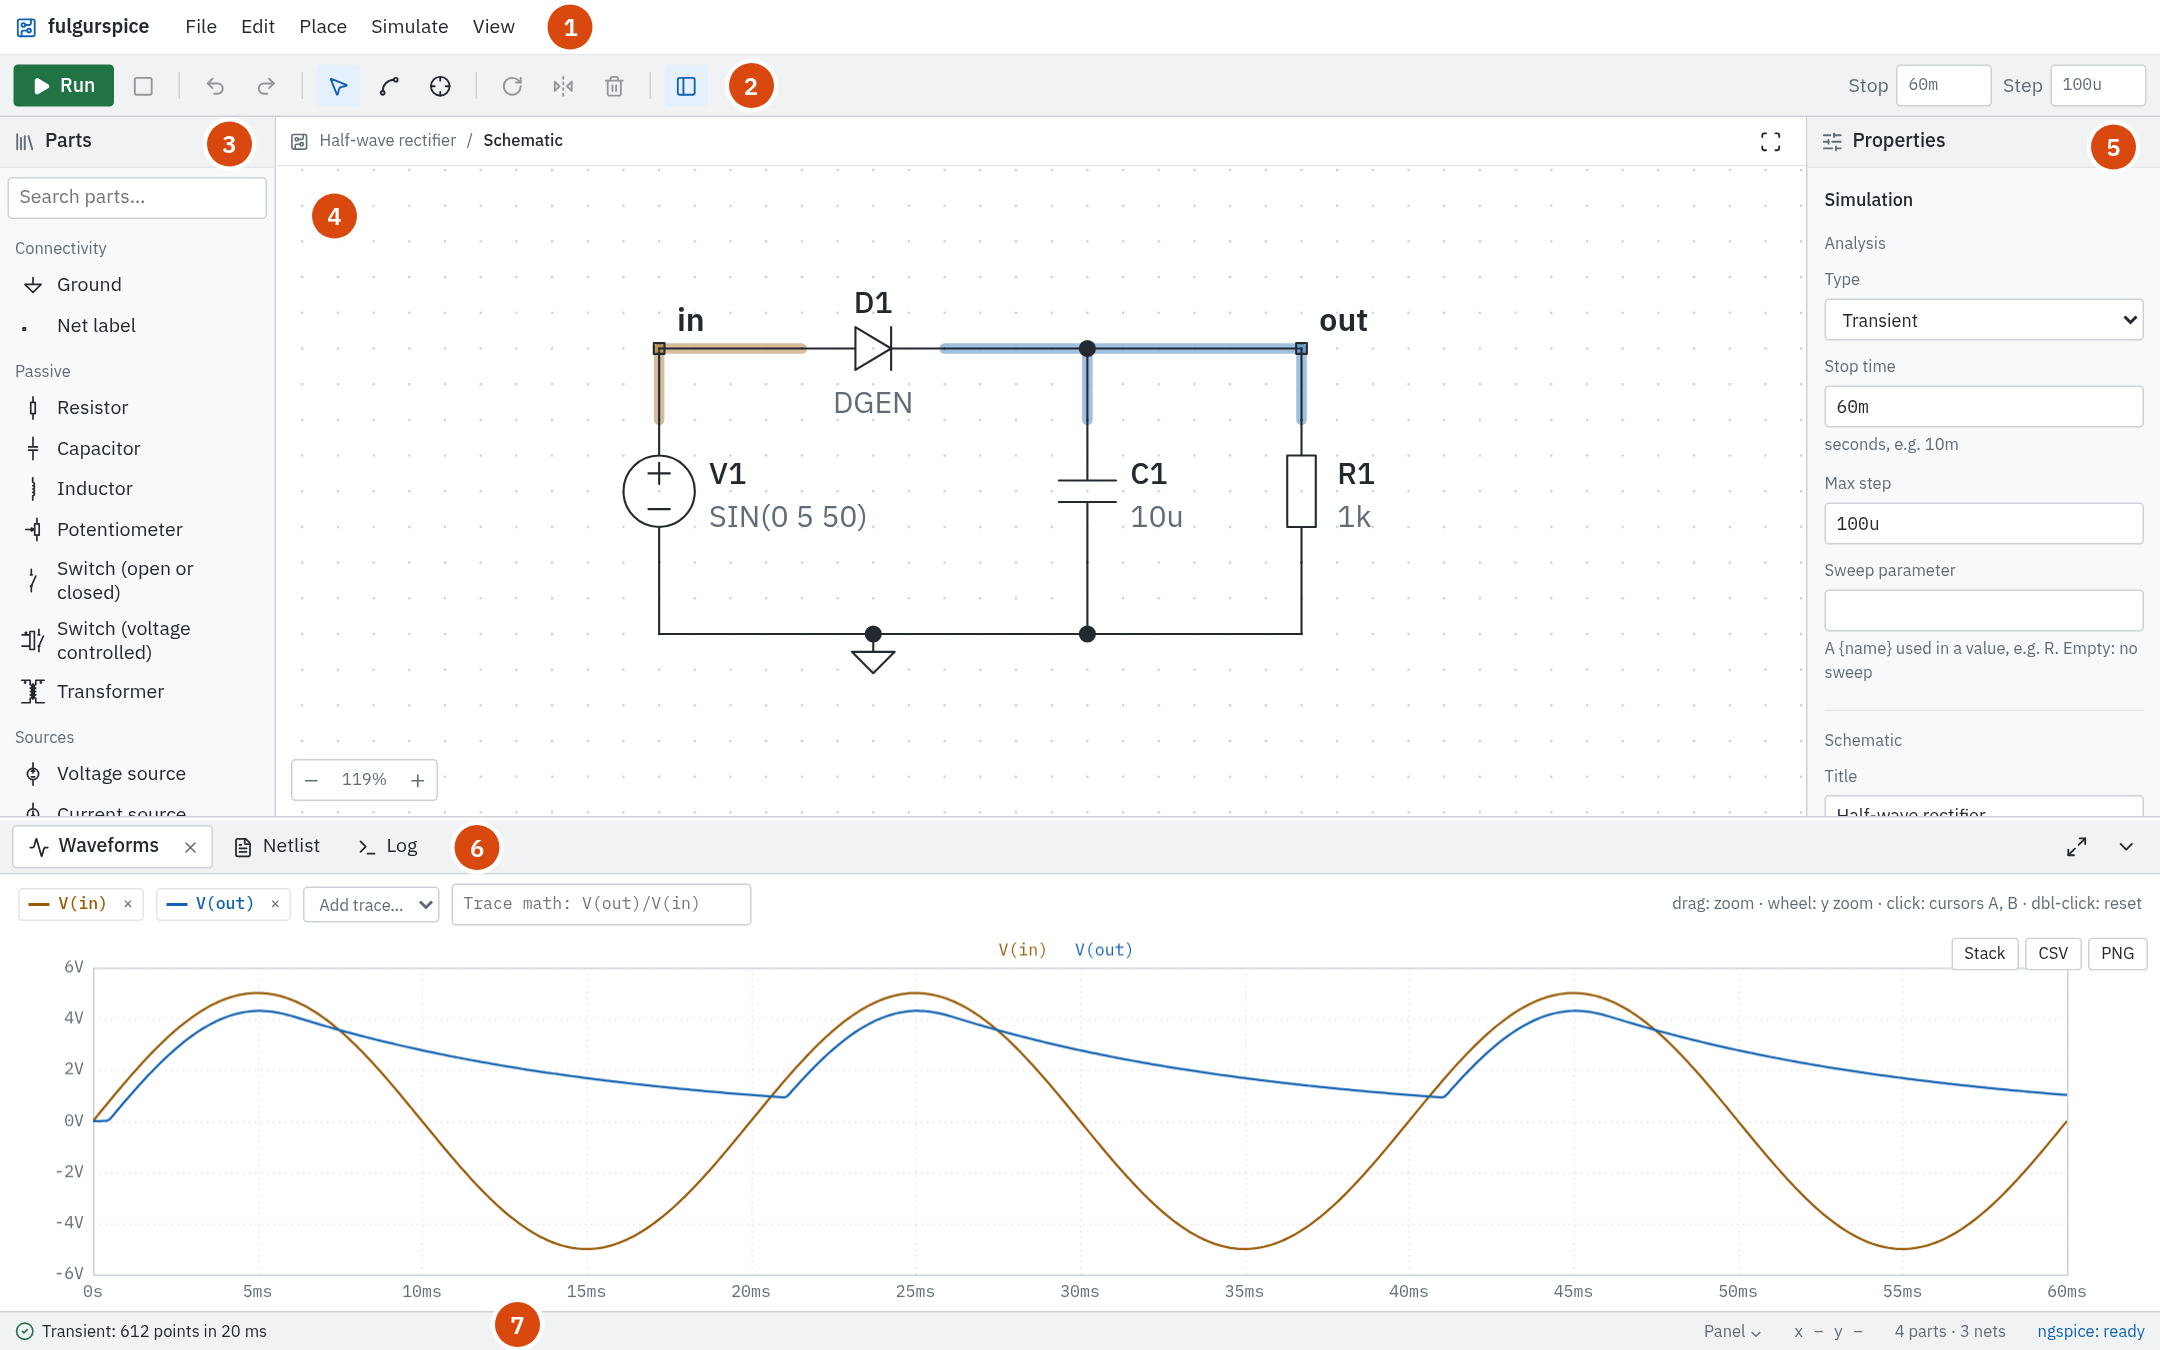 fulgurspice File Edit Place Simulate View 1
Run 2 Stop 60m Step 100u
Parts 3
Search parts...
Connectivity
Ground
Net label
Passive
Resistor
Capacitor
Inductor
Potentiometer
Switch (open or
closed)
Switch (voltage
controlled)
Transformer
Sources
Voltage source
Current source
Half-wave rectifier / Schematic
4
in
D1
out
DGEN
V1
SIN(0 5 50)
C1
10u
R1
1k
119%
Properties 5
Simulation
Analysis
Type
Transient
Stop time
60m
seconds, e.g. 10m
Max step
100u
Sweep parameter
A {name} used in a value, e.g. R. Empty: no
sweep
Schematic
Title
Half-wave rectifier
Waveforms × Netlist Log 6
V(in) × V(out) × Add trace... Trace math: V(out)/V(in) drag: zoom · wheel: y zoom · click: cursors A, B · dbl-click: reset
V(in) V(out)
Stack CSV PNG
6V
4V
2V
0V
-2V
-4V
-6V
0s 5ms 10ms 15ms 20ms 25ms 30ms 35ms 40ms 45ms 50ms 55ms 60ms
Transient: 612 points in 20 ms 7 Panel x – y – 4 parts · 3 nets ngspice: ready